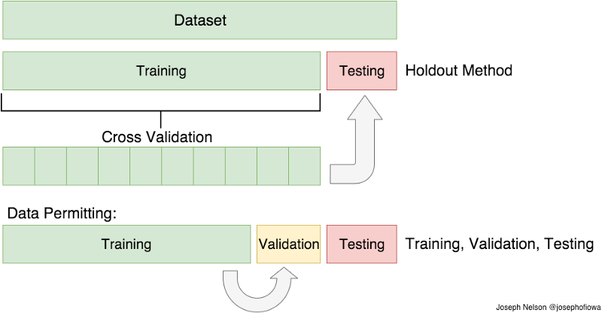 Dataset
Training
Testing
Holdout Method
Cross Validation
Data Permitting:
Training
Validation
Testing
Training, Validation, Testing
Joseph Nelson @josephofiowa